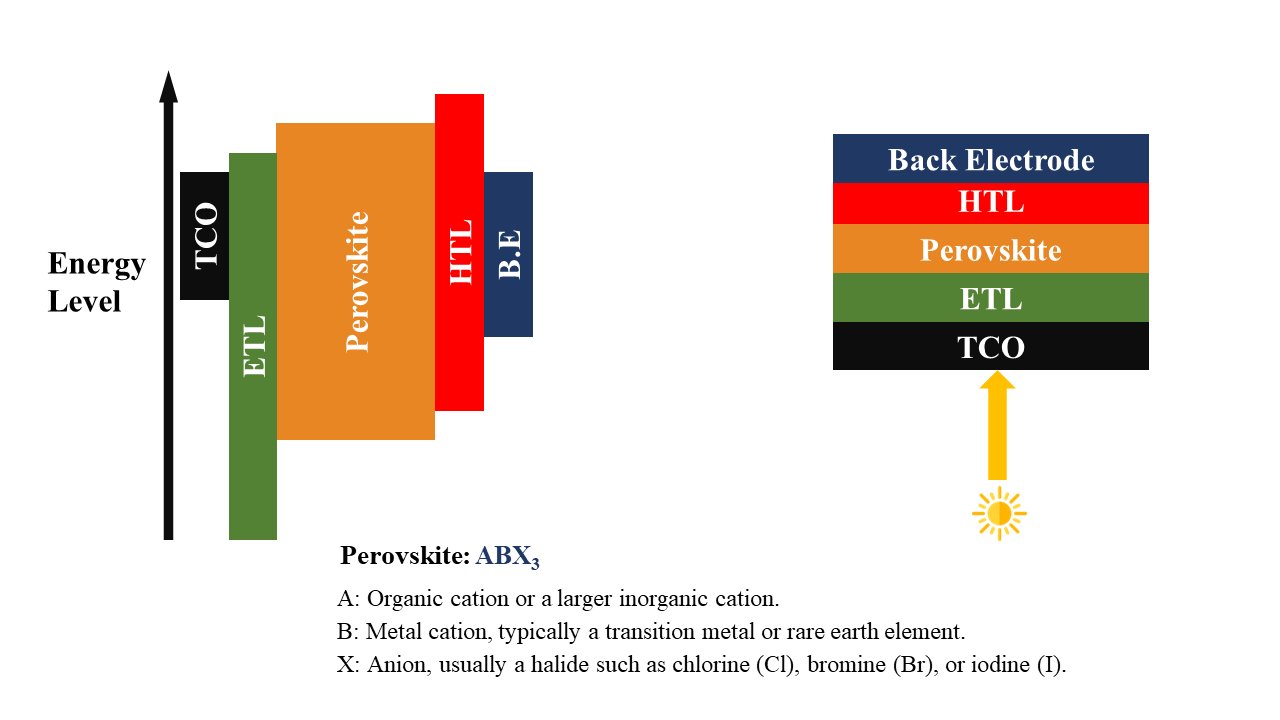 Energy
Level
TCO
ETL
Perovskite
HTL
B.E
Back Electrode
HTL
Perovskite
ETL
TCO
Perovskite: ABX₃
A: Organic cation or a larger inorganic cation.
B: Metal cation, typically a transition metal or rare earth element.
X: Anion, usually a halide such as chlorine (Cl), bromine (Br), or iodine (I).